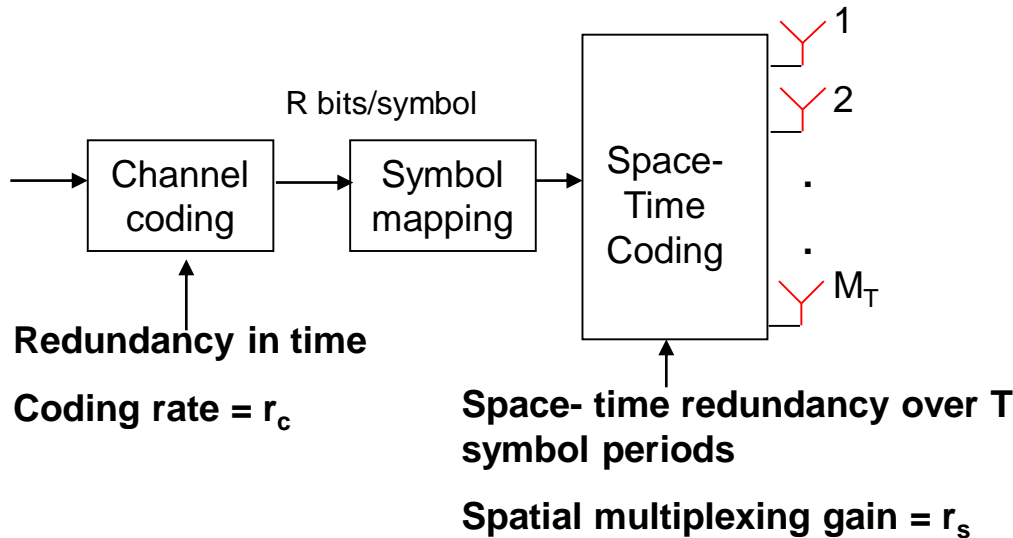 1
R bits/symbol
2
Channel
coding
Symbol
mapping
Space-
Time
Coding
.
.
M_T
Redundancy in time
Coding rate = r_c
Space- time redundancy over T
symbol periods
Spatial multiplexing gain = r_s